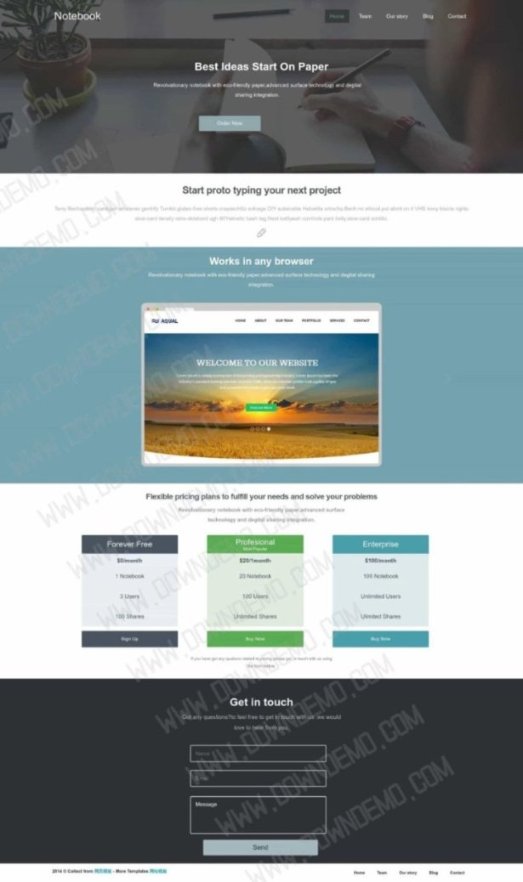 Notebook
Home Team Our story Blog Contact
Best Ideas Start On Paper
Revolutionary notebook with eco-friendly paper,advanced surface technology and degital
sharing integration.
Order Now
Start proto typing your next project
Works in any browser
Revolutionary notebook with eco-friendly paper,advanced surface technology and degital sharing
integration.
HOME ABOUT OUR TEAM PORTFOLIO SERVICES CONTACT
WELCOME TO OUR WEBSITE
Flexible pricing plans to fulfill your needs and solve your problems
Revolutionary notebook with eco-friendly paper,advanced surface
technology and degital sharing integration.
Forever Free Profesional Enterprise
Most Popular
$0/month $20/1month $100/month
1 Notebook 20 Notebook 100 Notebook
3 Users 120 Users Unlimited Users
100 Shares Unlimited Shares Ulimited Shares
Sign Up Buy Now Buy Now
Get in touch
Got any questions?to feel free to get in touch with us .we would
love to hear from you.
Name
Message
Send
2014 © Collect from - More Templates
Home Team Our story Blog Contact
WWW.DOWNDEMO.COM